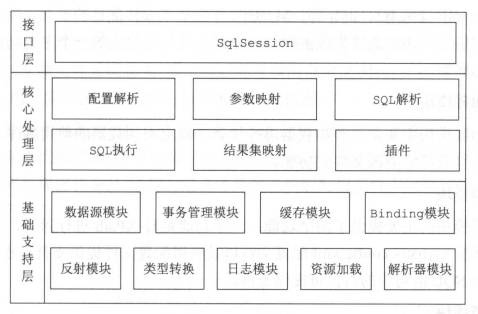 接口层
SqlSession
核心处理层
配置解析 参数映射 SQL解析
SQL执行 结果集映射 插件
基础支持层
数据源模块 事务管理模块 缓存模块 Binding模块
反射模块 类型转换 日志模块 资源加载 解析器模块